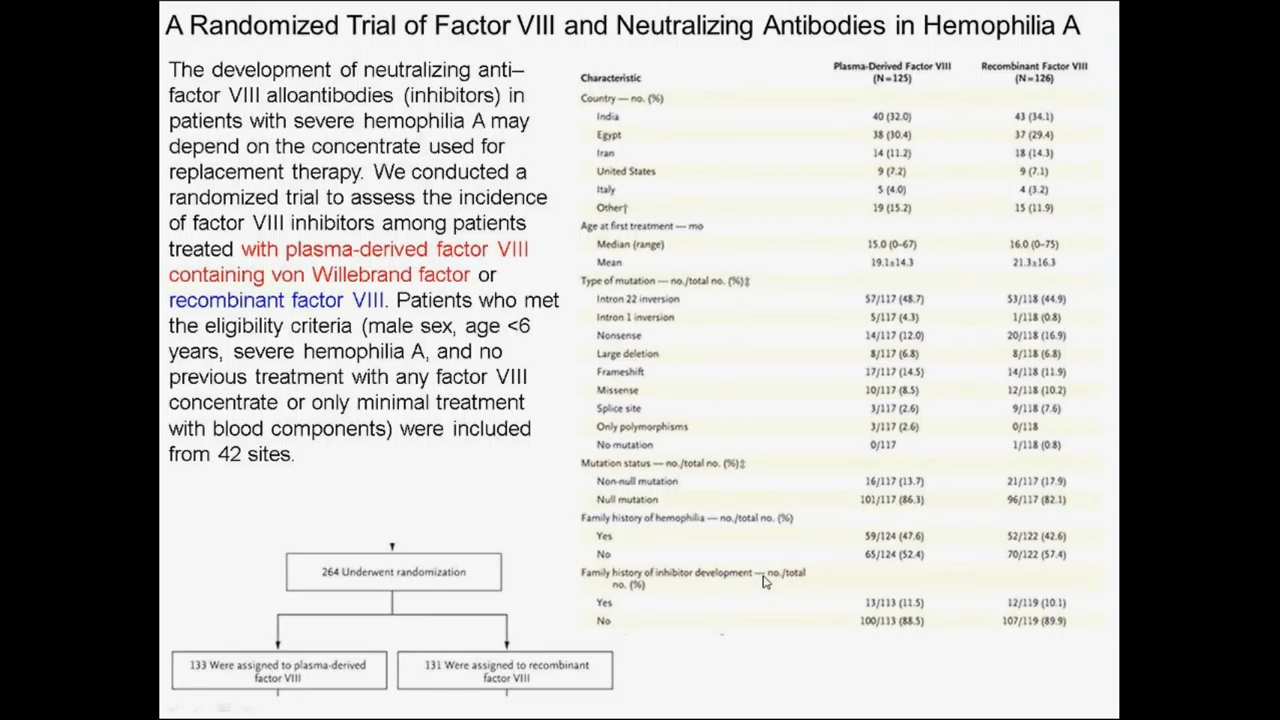 A Randomized Trial of Factor VIII and Neutralizing Antibodies in Hemophilia A
The development of neutralizing anti–
factor VIII alloantibodies (inhibitors) in
patients with severe hemophilia A may
depend on the concentrate used for
replacement therapy. We conducted a
randomized trial to assess the incidence
of factor VIII inhibitors among patients
treated with plasma-derived factor VIII
containing von Willebrand factor or
recombinant factor VIII. Patients who met
the eligibility criteria (male sex, age <6
years, severe hemophilia A, and no
previous treatment with any factor VIII
concentrate or only minimal treatment
with blood components) were included
from 42 sites.
264 Underwent randomization
133 Were assigned to plasma-derived
factor VIII
131 Were assigned to recombinant
factor VIII
Characteristic
Plasma-Derived Factor VIII
(N=125)
Recombinant Factor VIII
(N=126)
Country — no. (%)
India 40 (32.0) 43 (34.1)
Egypt 38 (30.4) 37 (29.4)
Iran 14 (11.2) 18 (14.3)
United States 9 (7.2) 9 (7.1)
Italy 5 (4.0) 4 (3.2)
Other† 19 (15.2) 15 (11.9)
Age at first treatment — mo
Median (range) 15.0 (0–67) 16.0 (0–75)
Mean 19.1±14.3 21.3±16.3
Type of mutation — no./total no. (%)‡
Intron 22 inversion 57/117 (48.7) 53/118 (44.9)
Intron 1 inversion 5/117 (4.3) 1/118 (0.8)
Nonsense 14/117 (12.0) 20/118 (16.9)
Large deletion 8/117 (6.8) 8/118 (6.8)
Frameshift 17/117 (14.5) 14/118 (11.9)
Missense 10/117 (8.5) 12/118 (10.2)
Splice site 3/117 (2.6) 9/118 (7.6)
Only polymorphisms 3/117 (2.6) 0/118
No mutation 0/117 1/118 (0.8)
Mutation status — no./total no. (%)‡
Non-null mutation 16/117 (13.7) 21/117 (17.9)
Null mutation 101/117 (86.3) 96/117 (82.1)
Family history of hemophilia — no./total no. (%)
Yes 59/124 (47.6) 52/122 (42.6)
No 65/124 (52.4) 70/122 (57.4)
Family history of inhibitor development — no./total
no. (%)
Yes 13/113 (11.5) 12/119 (10.1)
No 100/113 (88.5) 107/119 (89.9)